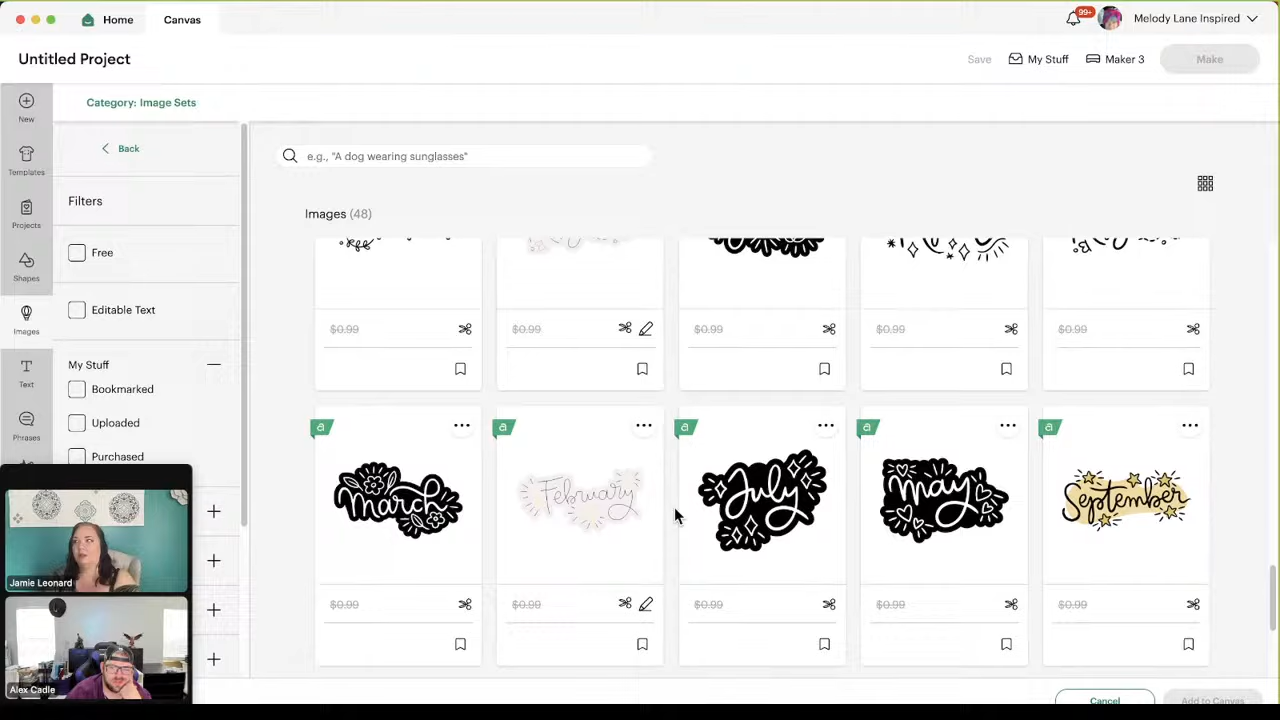 Home
Canvas
99+
Melody Lane Inspired
Untitled Project
Save
My Stuff
Maker 3
Make
New
Templates
Projects
Shapes
Images
Text
Phrases
Category: Image Sets
Back
Filters
Free
Editable Text
My Stuff
Bookmarked
Uploaded
Purchased
e.g., "A dog wearing sunglasses"
Images (48)
$0.99
$0.99
$0.99
$0.99
$0.99
a
a
a
a
a
March
February
July
May
September
$0.99
$0.99
$0.99
$0.99
$0.99
Jamie Leonard
Alex Cadle
Cancel
Add to Canvas